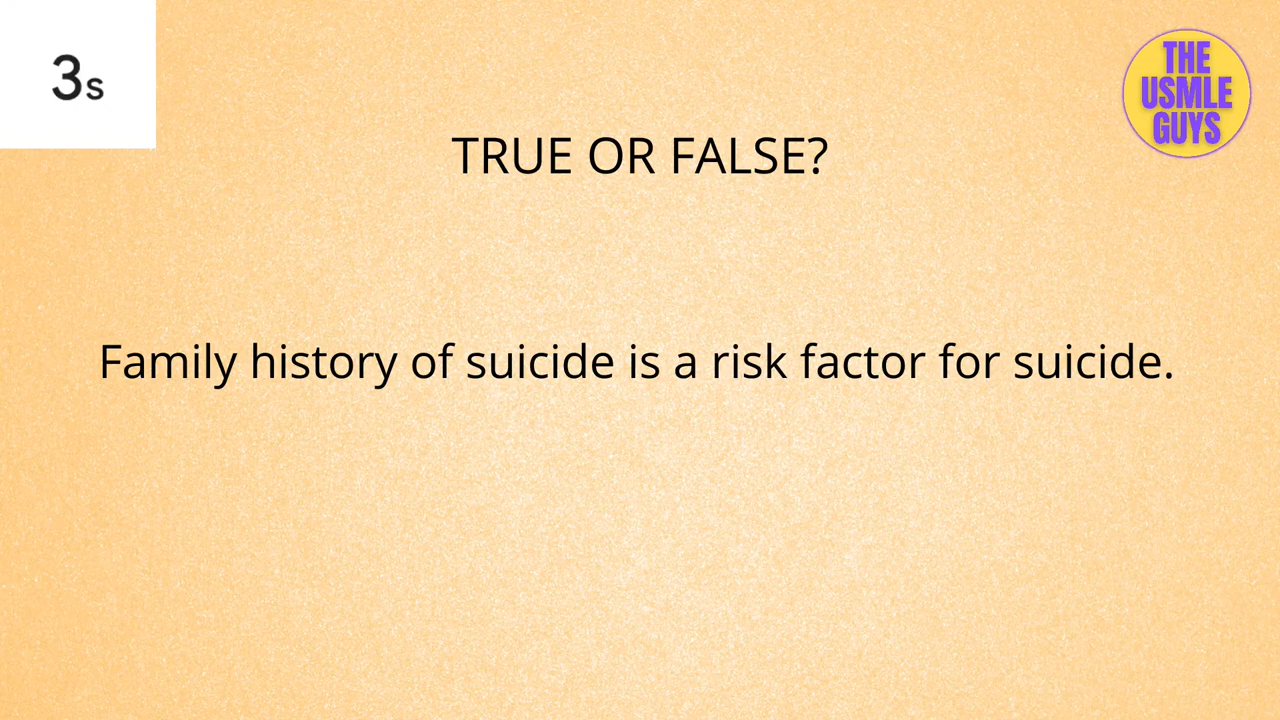 3s
THE
USMLE
GUYS
TRUE OR FALSE?
Family history of suicide is a risk factor for suicide.